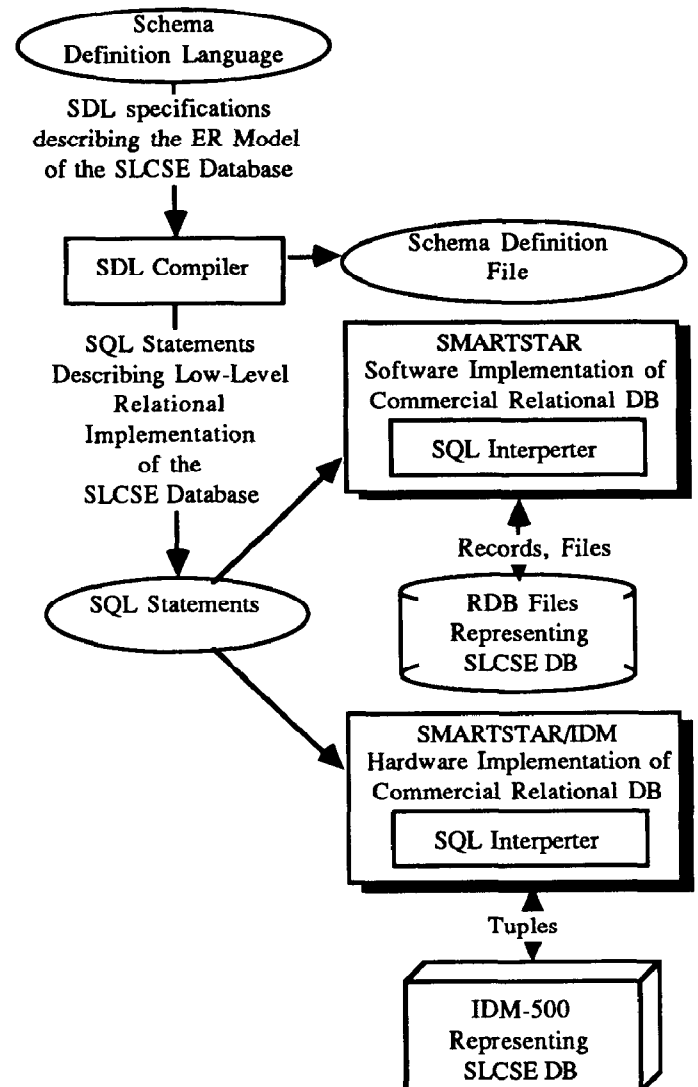 Schema
Definition Language
SDL specifications
describing the ER Model
of the SLCSE Database
SDL Compiler
Schema Definition
File
SQL Statements
Describing Low-Level
Relational
Implementation
of the
SLCSE Database
SMARTSTAR
Software Implementation of
Commercial Relational DB
SQL Interperter
Records, Files
SQL Statements
RDB Files
Representing
SLCSE DB
SMARTSTAR/IDM
Hardware Implementation of
Commercial Relational DB
SQL Interperter
Tuples
IDM-500
Representing
SLCSE DB